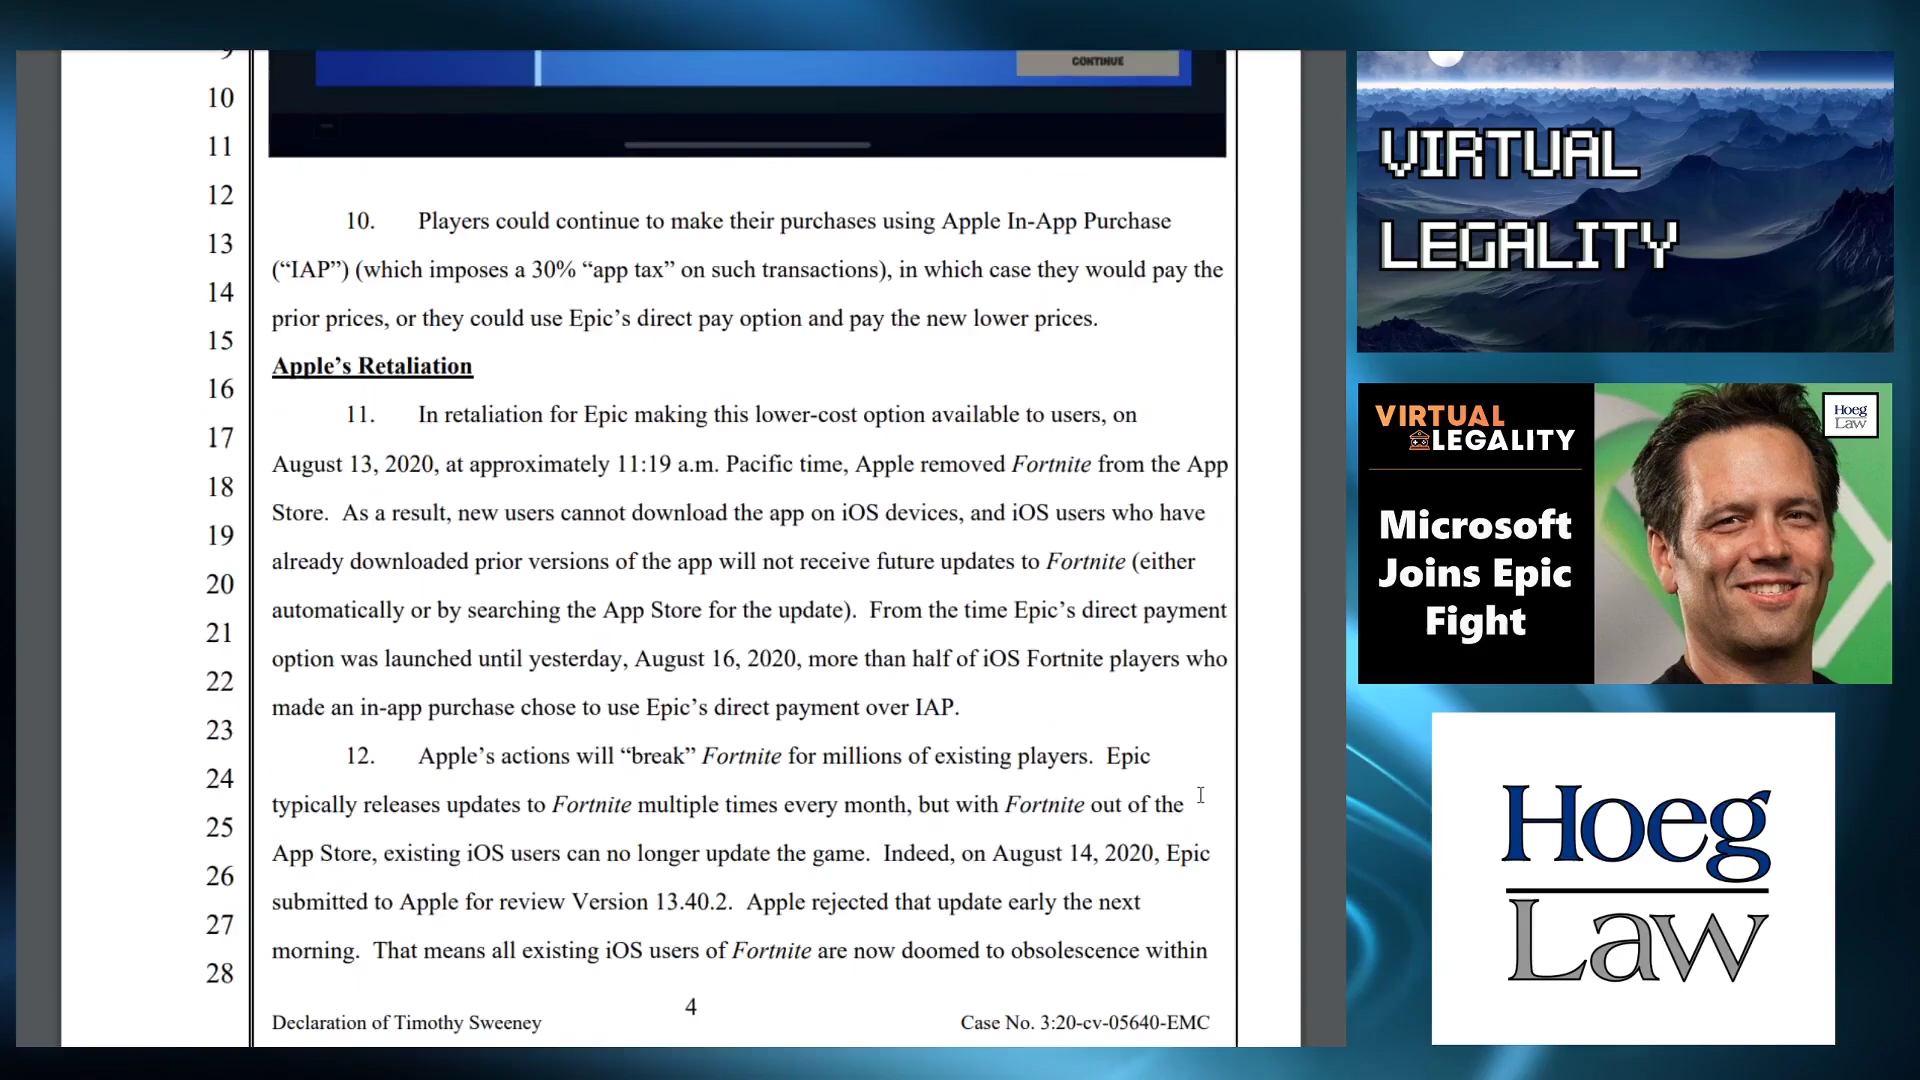 CONTINUE
9
10
11
12
10. Players could continue to make their purchases using Apple In-App Purchase
13
(“IAP”) (which imposes a 30% “app tax” on such transactions), in which case they would pay the
14
prior prices, or they could use Epic’s direct pay option and pay the new lower prices.
15
Apple’s Retaliation
16
11. In retaliation for Epic making this lower-cost option available to users, on
17
August 13, 2020, at approximately 11:19 a.m. Pacific time, Apple removed Fortnite from the App
18
Store. As a result, new users cannot download the app on iOS devices, and iOS users who have
19
already downloaded prior versions of the app will not receive future updates to Fortnite (either
20
automatically or by searching the App Store for the update). From the time Epic’s direct payment
21
option was launched until yesterday, August 16, 2020, more than half of iOS Fortnite players who
22
made an in-app purchase chose to use Epic’s direct payment over IAP.
23
12. Apple’s actions will “break” Fortnite for millions of existing players. Epic
24
typically releases updates to Fortnite multiple times every month, but with Fortnite out of the
25
App Store, existing iOS users can no longer update the game. Indeed, on August 14, 2020, Epic
26
submitted to Apple for review Version 13.40.2. Apple rejected that update early the next
27
morning. That means all existing iOS users of Fortnite are now doomed to obsolescence within
28
4
Declaration of Timothy Sweeney
Case No. 3:20-cv-05640-EMC
VIRTUAL
LEGALITY
VIRTUAL
LEGALITY
Hoeg
Law
Microsoft
Joins Epic
Fight
Hoeg
Law